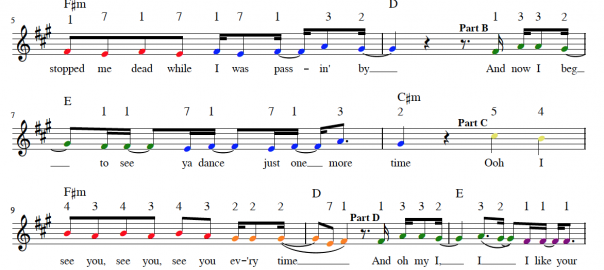 F♯m D
1 7 1 7 1 7 1 3 2 Part B 1 3 3 2
5
stopped me dead while I was pass - in' by And now I beg
E C♯m
1 1 1 7 1 7 1 3 2 Part C 5 4
7
to see ya dance just one more time Ooh I
F♯m D E
4 3 4 3 4 3 2 2 2 7 1 Part D 1 3 3 2 3 2 1 1 1
9
see you, see you, see you ev-'ry time And oh my I, I I like your